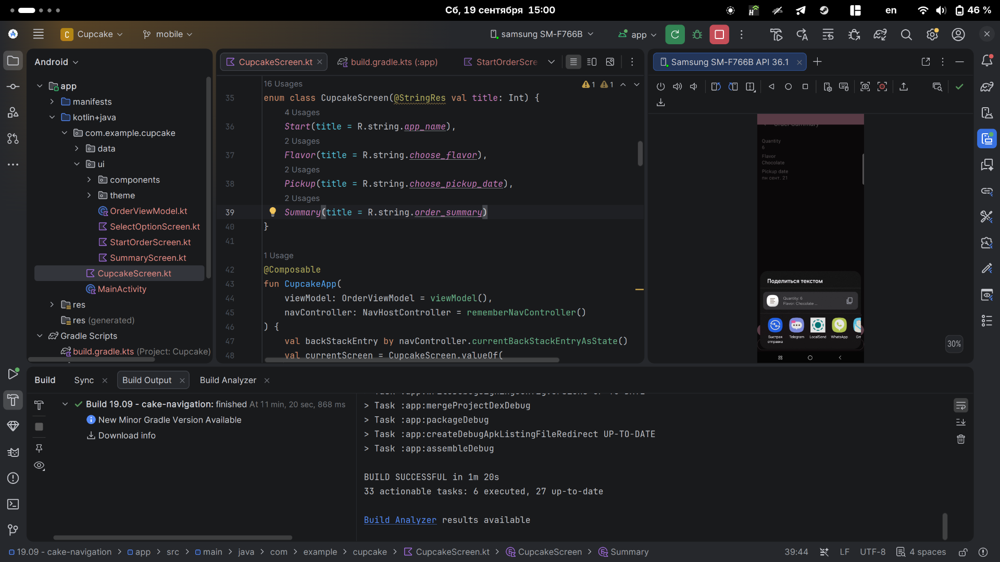 Сб, 19 сентября 15:00
en
46 %
C Cupcake
mobile
samsung SM-F766B
app
Android
app
manifests
kotlin+java
com.example.cupcake
data
ui
components
theme
OrderViewModel.kt
SelectOptionScreen.kt
StartOrderScreen.kt
SummaryScreen.kt
CupcakeScreen.kt
MainActivity
res
res (generated)
Gradle Scripts
build.gradle.kts (Project: Cupcake)
CupcakeScreen.kt
build.gradle.kts (:app)
StartOrderScre
16 Usages
1
1
35 enum class CupcakeScreen(@StringRes val title: Int) {
4 Usages
36 Start(title = R.string.app_name),
2 Usages
37 Flavor(title = R.string.choose_flavor),
2 Usages
38 Pickup(title = R.string.choose_pickup_date),
2 Usages
39 Summary(title = R.string.order_summary)
40 }
41
1 Usage
42 @Composable
43 fun CupcakeApp(
44 viewModel: OrderViewModel = viewModel(),
45 navController: NavHostController = rememberNavController()
46 ) {
47 val backStackEntry by navController.currentBackStackEntryAsState()
48 val currentScreen = CupcakeScreen.valueOf(
Samsung SM-F766B API 36.1
Order Summary
Quantity
6
Flavor
Chocolate
Pickup date
пн сент. 21
Поделиться текстом
Quantity: 6
Flavor: Chocolate ...
Быстрая отправка
Telegram
LocalSend
WhatsApp
30%
Build
Sync
Build Output
Build Analyzer
Build 19.09 - cake-navigation: finished At 11 min, 20 sec, 868 ms
New Minor Gradle Version Available
Download info
> Task :app:mergeProjectDexDebug
> Task :app:packageDebug
> Task :app:createDebugApkListingFileRedirect UP-TO-DATE
> Task :app:assembleDebug
BUILD SUCCESSFUL in 1m 20s
33 actionable tasks: 6 executed, 27 up-to-date
Build Analyzer results available
19.09 - cake-navigation > app > src > main > java > com > example > cupcake > CupcakeScreen.kt > CupcakeScreen > Summary
39:44
LF
UTF-8
4 spaces